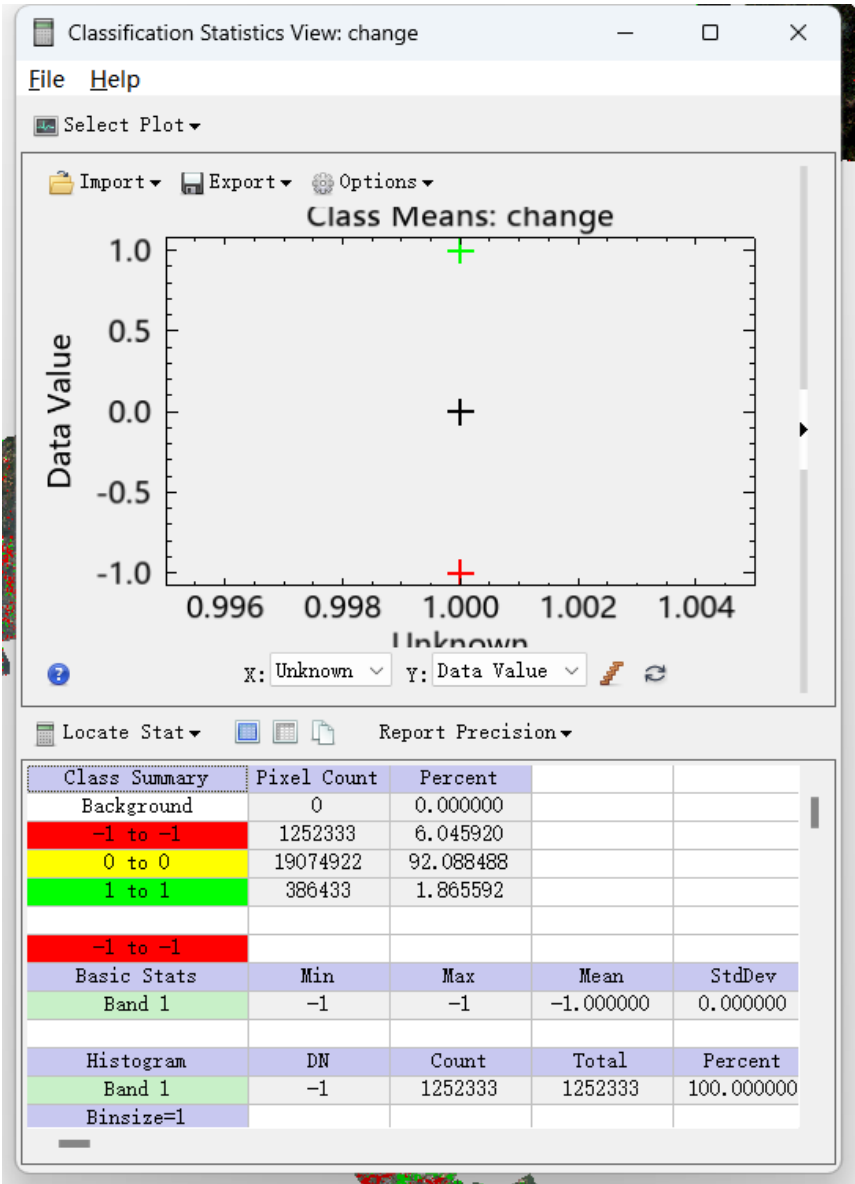 Classification Statistics View: change
File Help
Select Plot
Import Export Options
Class Means: change
1.0
0.5
0.0
-0.5
-1.0
Data Value
0.996 0.998 1.000 1.002 1.004
Unknown
X: Unknown Y: Data Value
Locate Stat Report Precision
Class Summary Pixel Count Percent
Background 0 0.000000
-1 to -1 1252333 6.045920
0 to 0 19074922 92.088488
1 to 1 386433 1.865592
-1 to -1
Basic Stats Min Max Mean StdDev
Band 1 -1 -1 -1.000000 0.000000
Histogram DN Count Total Percent
Band 1 -1 1252333 1252333 100.000000
Binsize=1